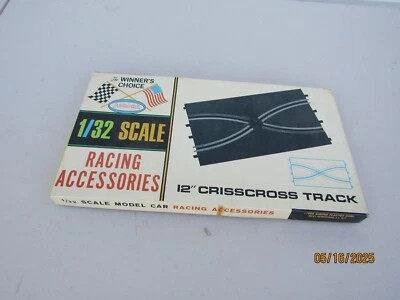 The WINNER'S
CHOICE
1/32 SCALE
RACING
ACCESSORIES
12" CRISSCROSS TRACK
1/32 SCALE MODEL CAR RACING ACCESSORIES
05/16/2025